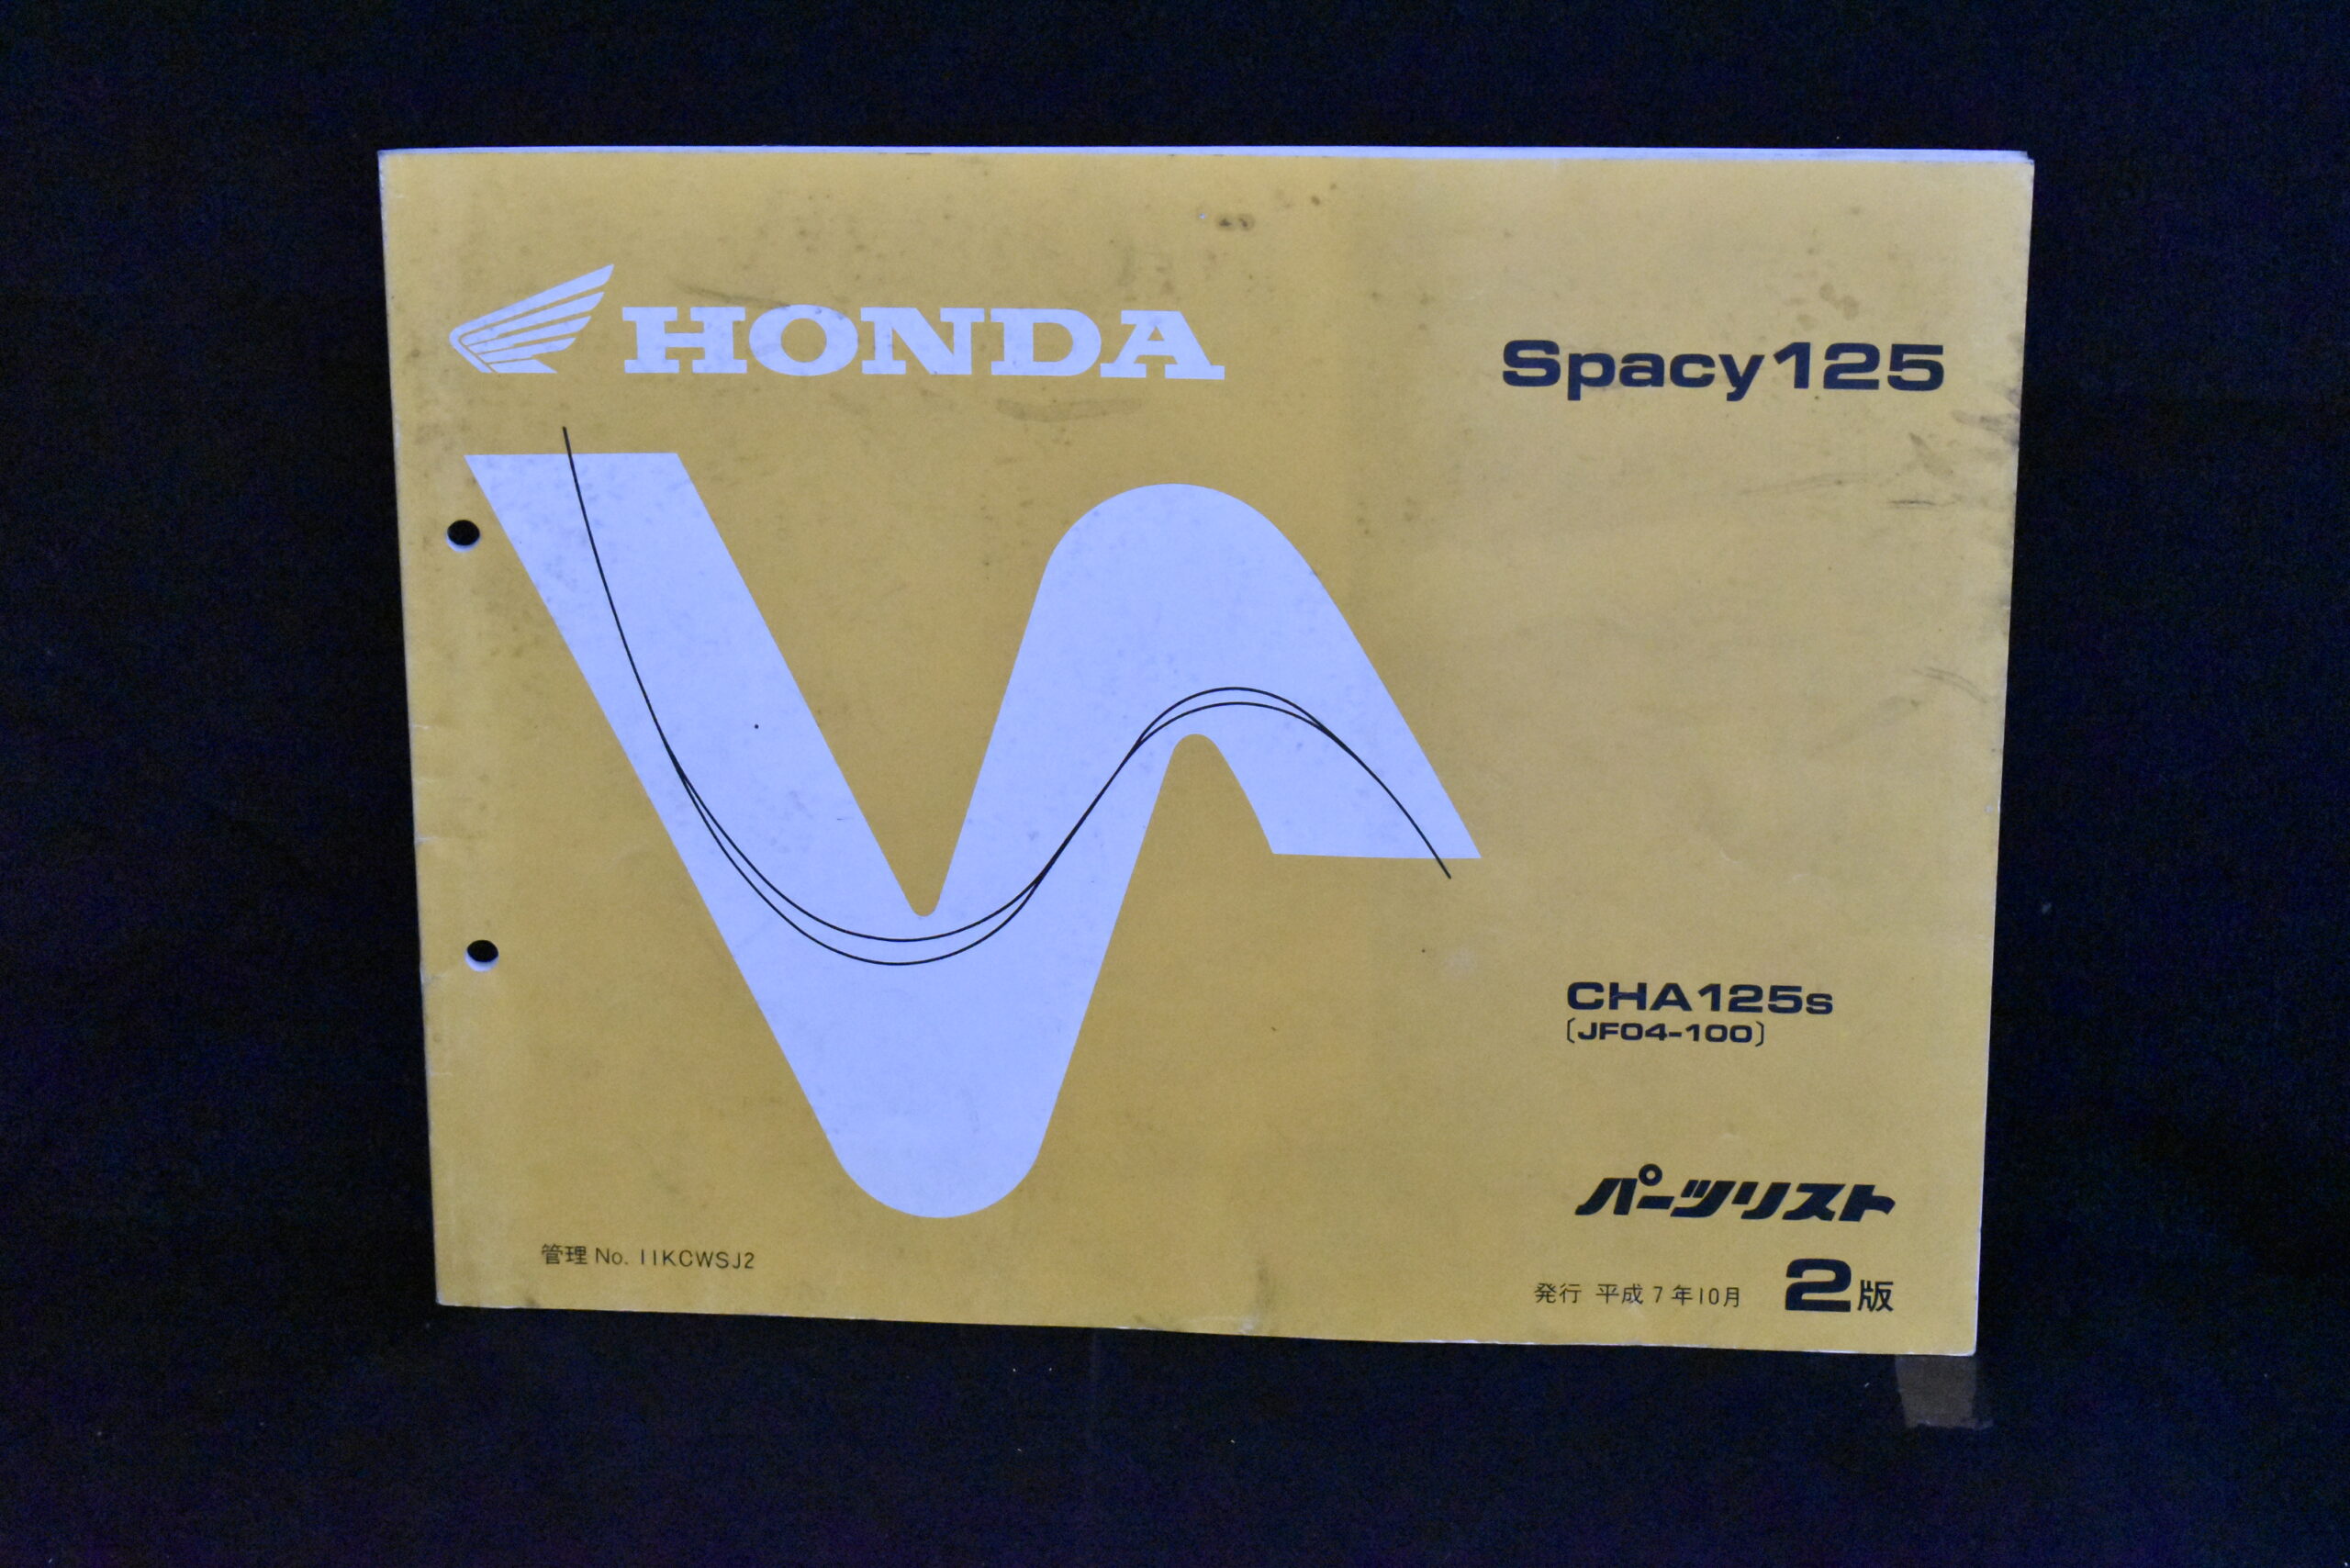 HONDA
Spacy125
CHA125s
〔JF04-100〕
パーツリスト
管理 No. 11KCWSJ2
発行 平成7年10月 2版